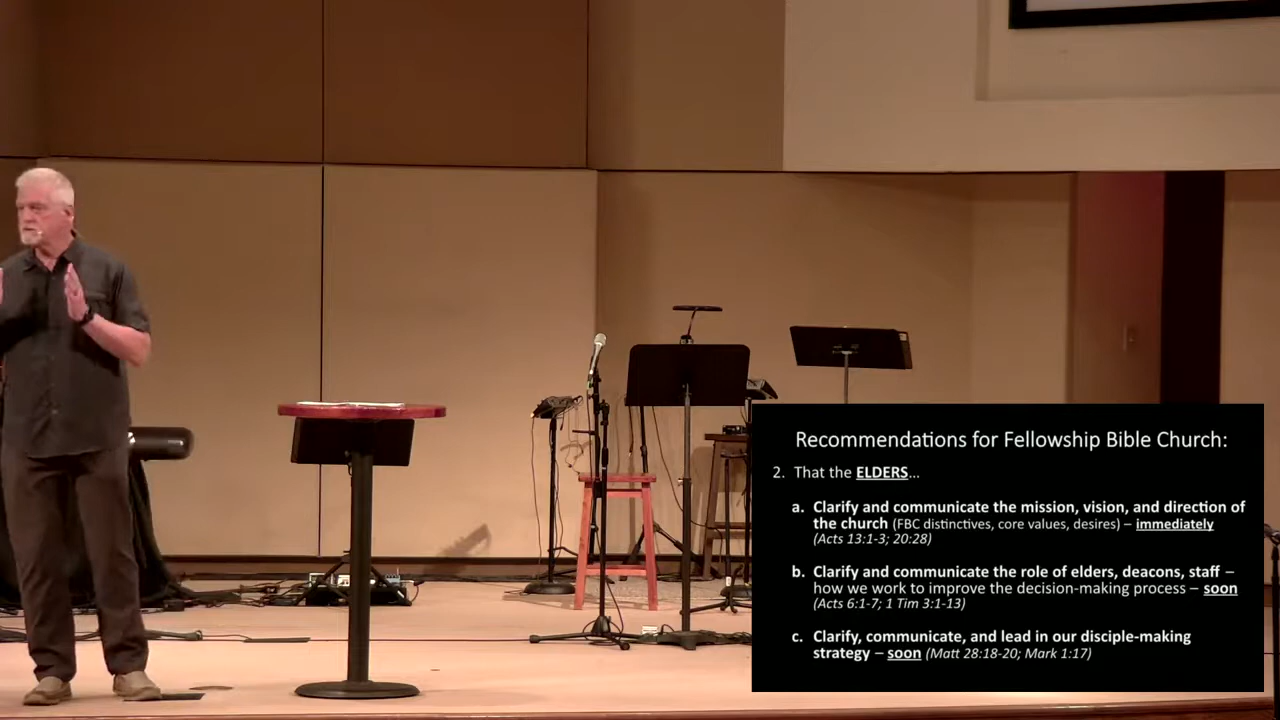 Recommendations for Fellowship Bible Church:
2. That the ELDERS...
a. Clarify and communicate the mission, vision, and direction of
the church (FBC distinctives, core values, desires) – immediately
(Acts 13:1-3; 20:28)
b. Clarify and communicate the role of elders, deacons, staff –
how we work to improve the decision-making process – soon
(Acts 6:1-7; 1 Tim 3:1-13)
c. Clarify, communicate, and lead in our disciple-making
strategy – soon (Matt 28:18-20; Mark 1:17)